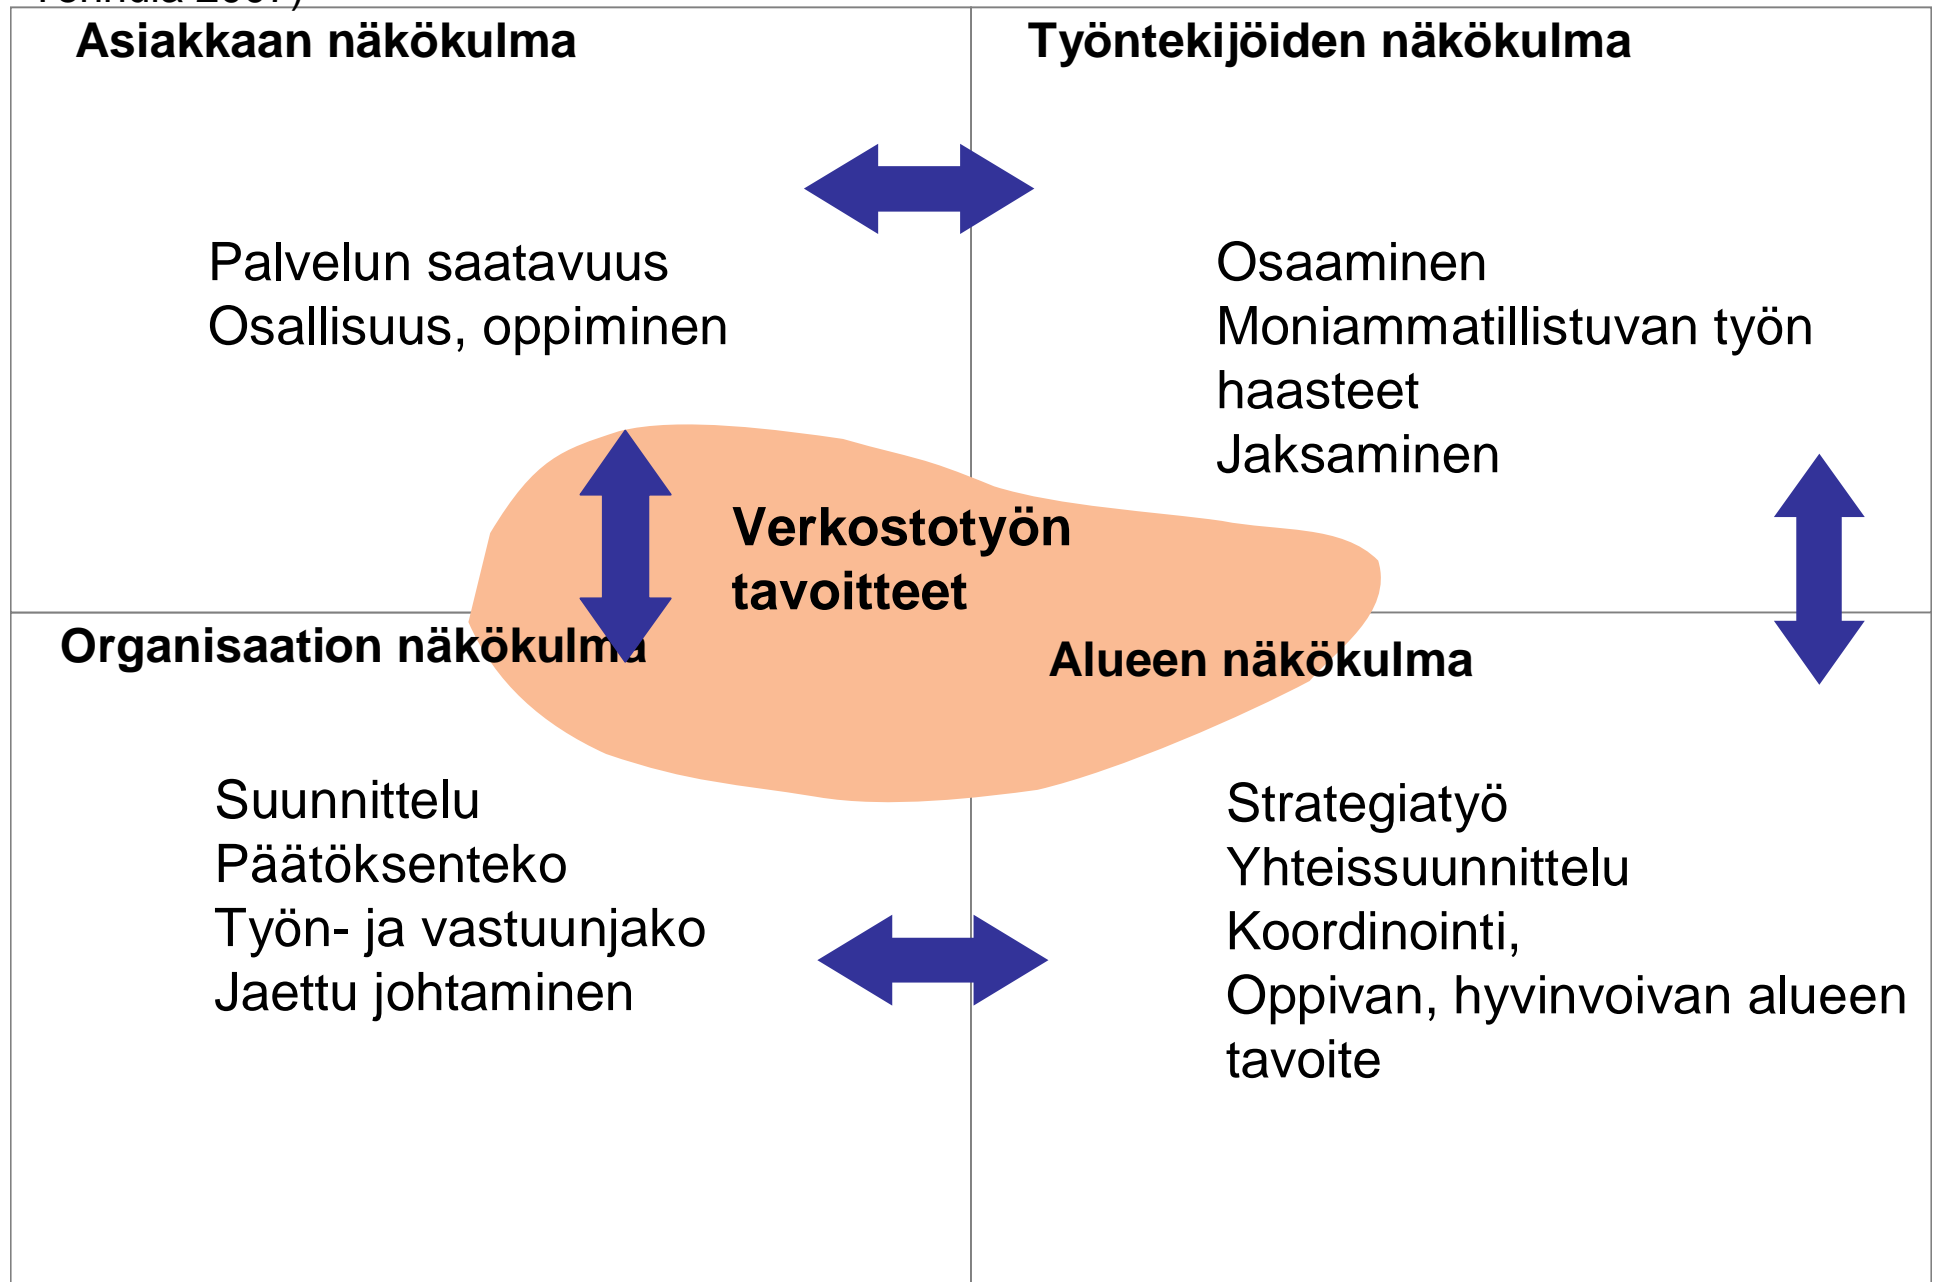 2007)
Asiakkaan näkökulma
Työntekijöiden näkökulma
Palvelun saatavuus
Osallisuus, oppiminen
Osaaminen
Moniammatillistuvan työn
haasteet
Jaksaminen
Verkostotyön
tavoitteet
Organisaation näkökulma
Alueen näkökulma
Suunnittelu
Päätöksenteko
Työn- ja vastuunjako
Jaettu johtaminen
Strategiatyö
Yhteissuunnittelu
Koordinointi,
Oppivan, hyvinvoivan alueen
tavoite